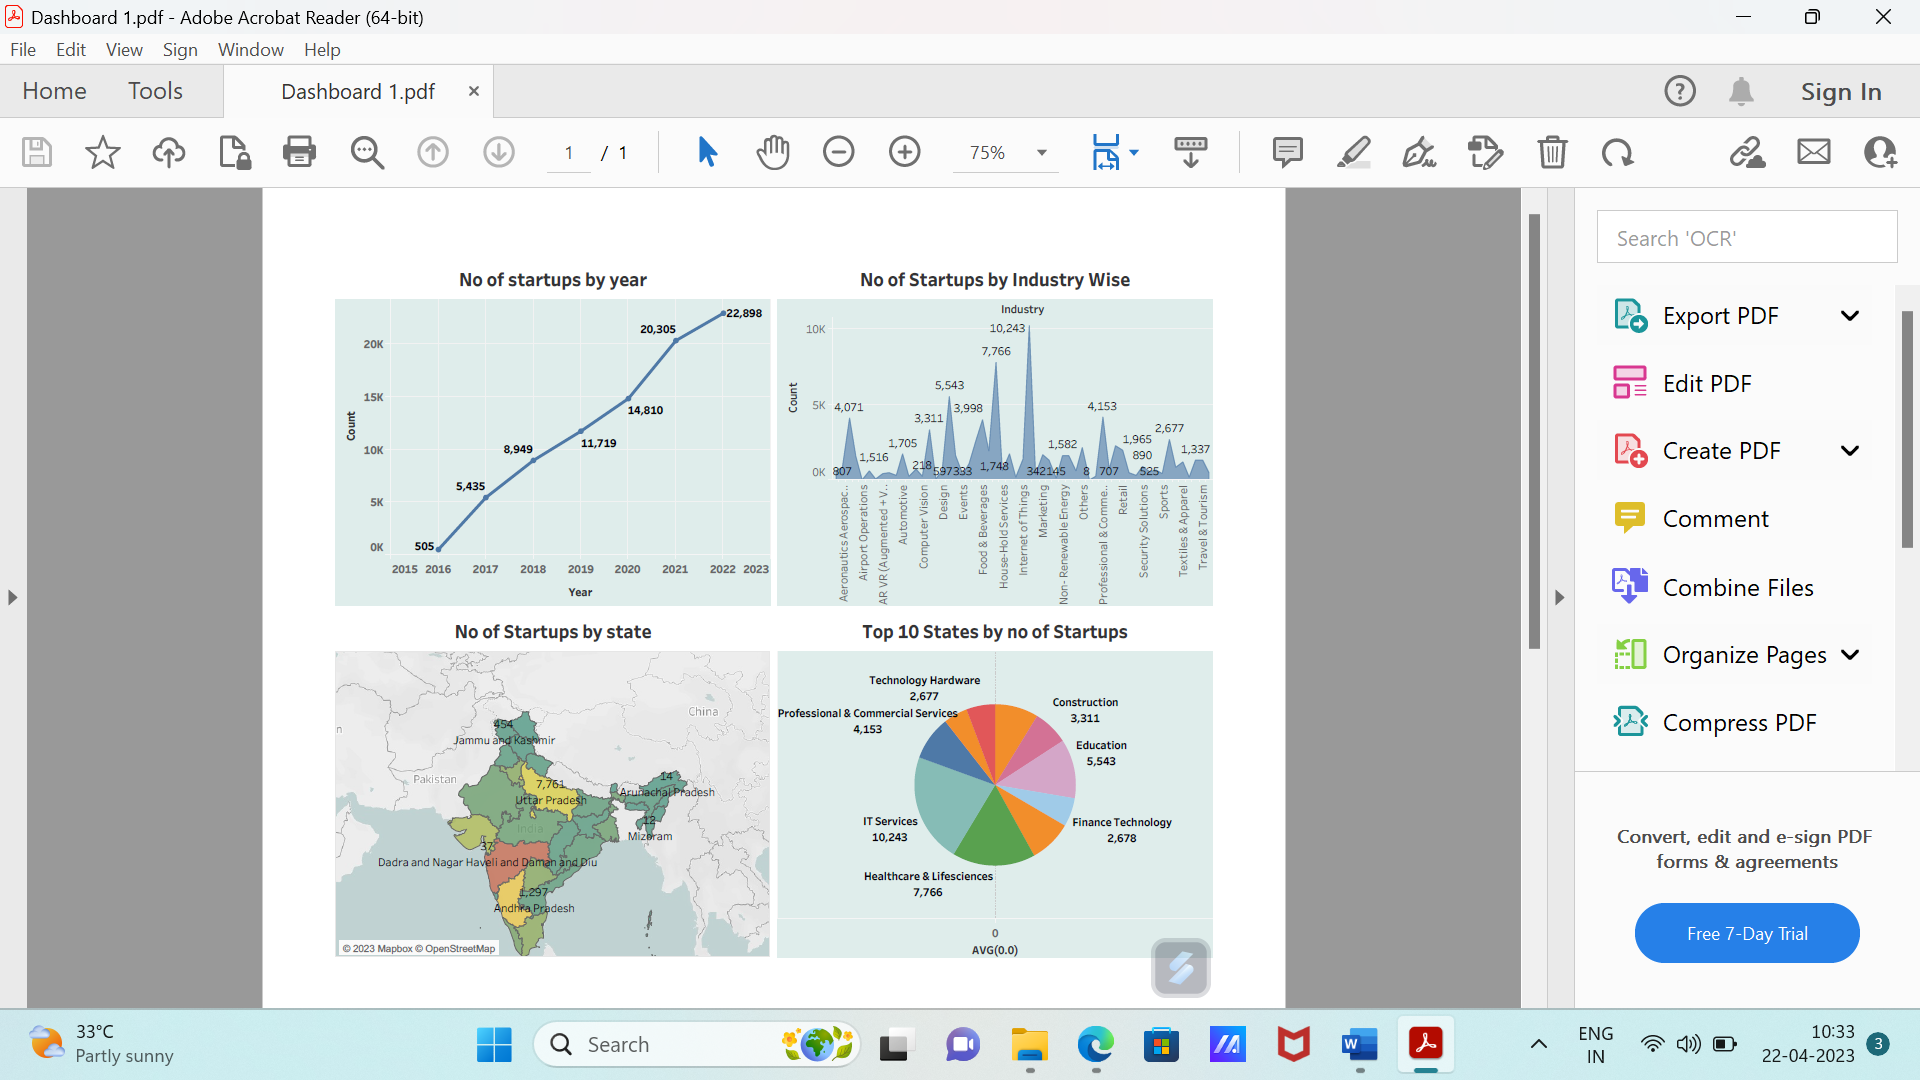 Dashboard 1.pdf - Adobe Acrobat Reader (64-bit)
File Edit View Sign Window Help
Home Tools Dashboard 1.pdf × Sign In
1 / 1 75%
Search 'OCR'
Export PDF
Edit PDF
Create PDF
Comment
Combine Files
Organize Pages
Compress PDF
Convert, edit and e-sign PDF
forms & agreements
Free 7-Day Trial
No of startups by year
Count
20K
15K
10K
5K
0K
505
5,435
8,949
11,719
14,810
20,305
22,898
2015 2016 2017 2018 2019 2020 2021 2022 2023
Year
No of Startups by Industry Wise
Industry
Count
10K
5K
0K
10,243
7,766
5,543
4,071
3,998
4,153
3,311
2,677
1,705
1,965
1,582
1,516
890
1,337
218
1,748
807
597 333
342 145
8
707
525
Aeronautics Aerospac..
Airport Operations
AR VR (Augmented + V..
Automotive
Computer Vision
Design
Events
Food & Beverages
House-Hold Services
Internet of Things
Marketing
Non- Renewable Energy
Others
Professional & Comme..
Retail
Security Solutions
Sports
Textiles & Apparel
Travel & Tourism
No of Startups by state
China
454
Jammu and Kashmir
Pakistan
7,761
Uttar Pradesh
14
Arunachal Pradesh
India
12
Mizoram
37
Dadra and Nagar Haveli and Daman and Diu
1,297
Andhra Pradesh
© 2023 Mapbox © OpenStreetMap
Top 10 States by no of Startups
Technology Hardware
2,677
Professional & Commercial Services
4,153
Construction
3,311
Education
5,543
IT Services
10,243
Finance Technology
2,678
Healthcare & Lifesciences
7,766
0
AVG(0.0)
33°C
Partly sunny
Search
ENG
IN
10:33
22-04-2023
3